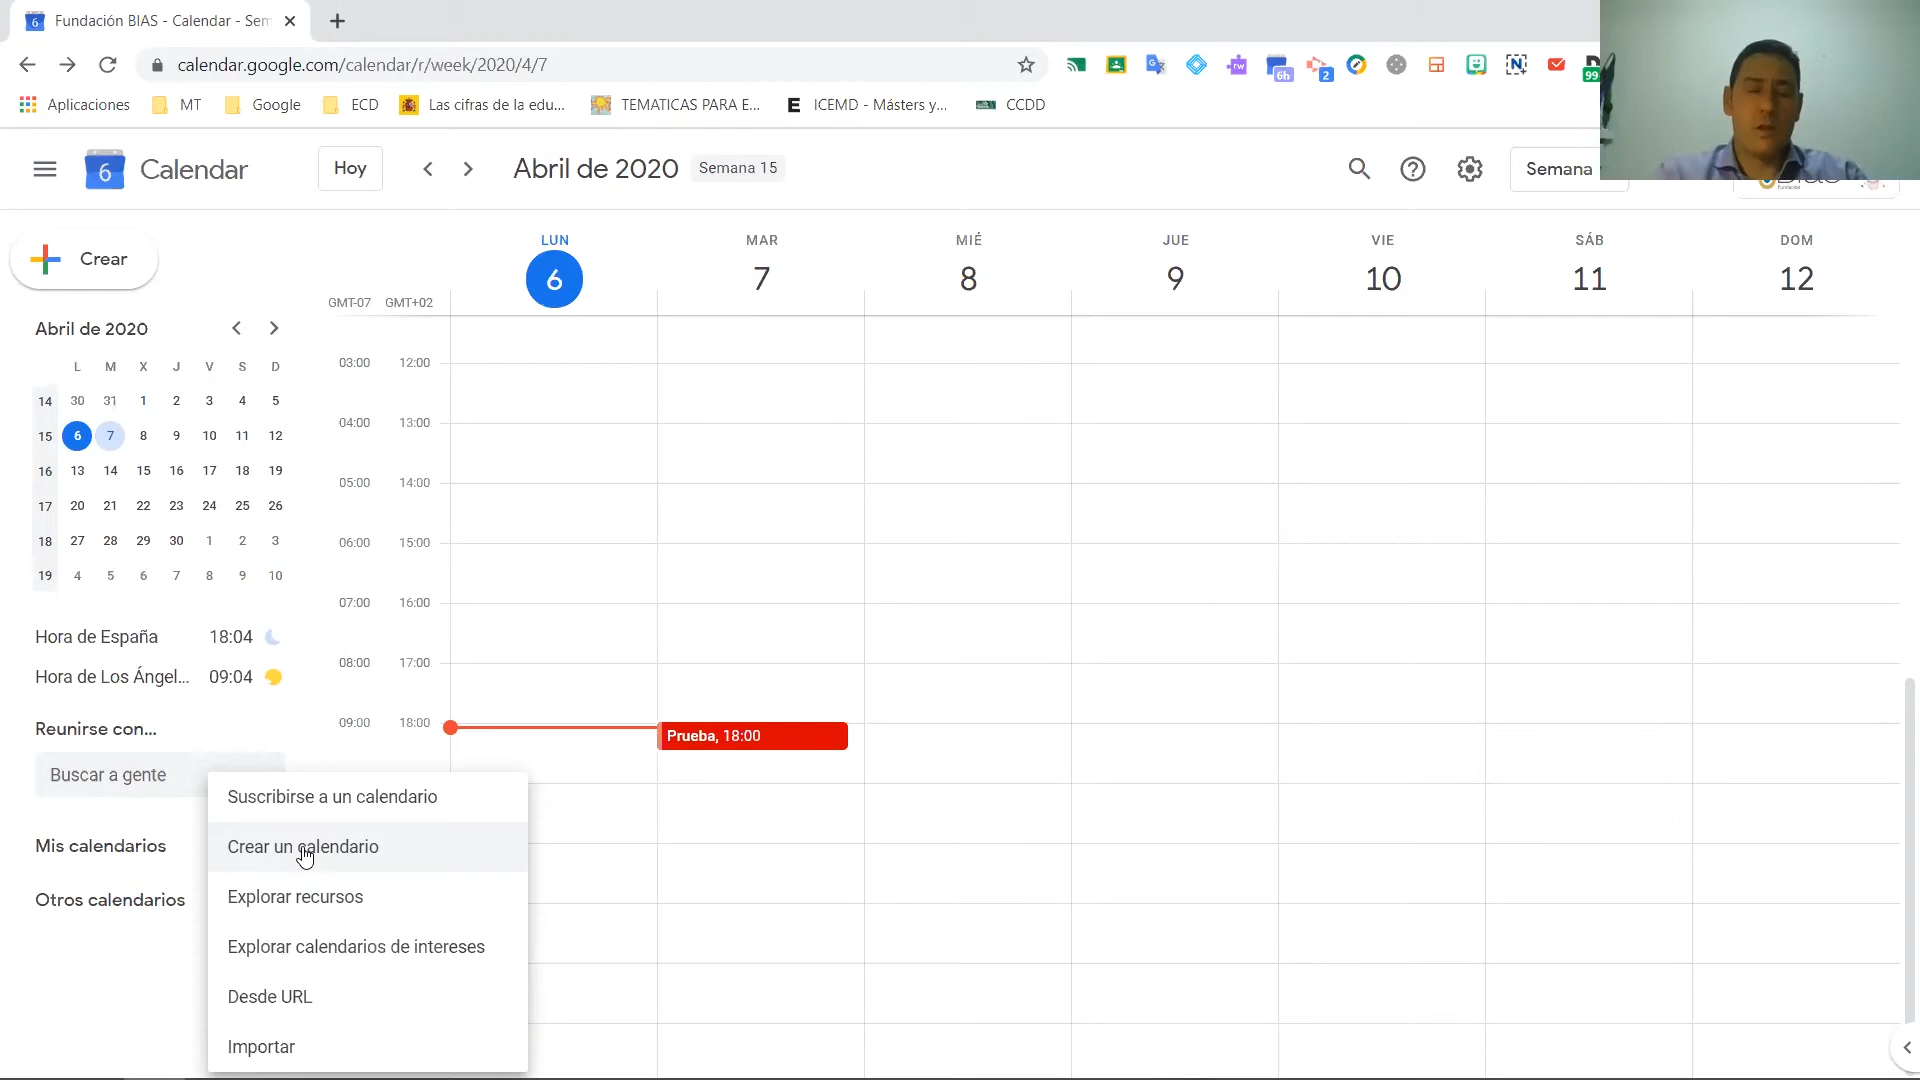 6 Fundación BIAS - Calendar - Sem
calendar.google.com/calendar/r/week/2020/4/7
6h
2
99
Aplicaciones MT Google ECD Las cifras de la edu... TEMATICAS PARA E... E ICEMD - Másters y... CCDD
6 Calendar Hoy Abril de 2020 Semana 15 Semana
Crear
LUN MAR MIÉ JUE VIE SÁB DOM
6 7 8 9 10 11 12
GMT-07 GMT+02
Abril de 2020
L M X J V S D
14 30 31 1 2 3 4 5
15 6 7 8 9 10 11 12
16 13 14 15 16 17 18 19
17 20 21 22 23 24 25 26
18 27 28 29 30 1 2 3
19 4 5 6 7 8 9 10
Hora de España 18:04
Hora de Los Ángel... 09:04
Reunirse con...
Buscar a gente
Mis calendarios
Otros calendarios
Suscribirse a un calendario
Crear un calendario
Explorar recursos
Explorar calendarios de intereses
Desde URL
Importar
03:00 12:00
04:00 13:00
05:00 14:00
06:00 15:00
07:00 16:00
08:00 17:00
09:00 18:00
Prueba, 18:00